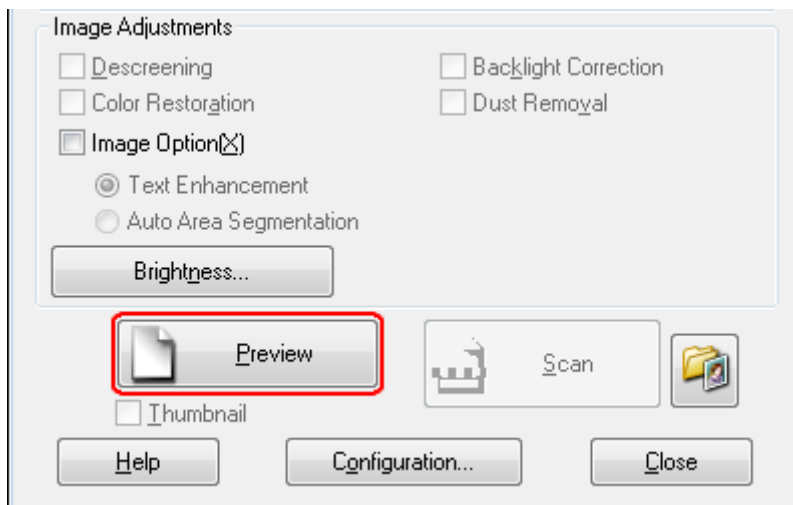 Image Adjustments
Descreening Backlight Correction
Color Restoration Dust Removal
Image Option(X)
Text Enhancement
Auto Area Segmentation
Brightness...
Preview Scan
Thumbnail
Help Configuration... Close